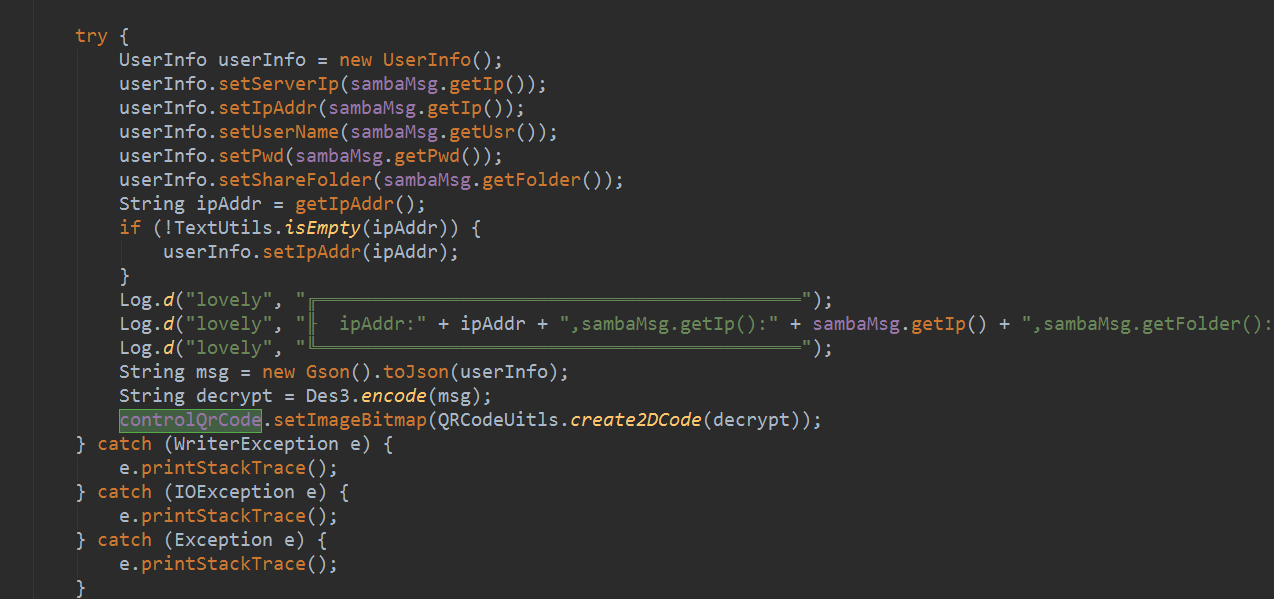 try {
UserInfo userInfo = new UserInfo();
userInfo.setServerIp(sambaMsg.getIp());
userInfo.setIpAddr(sambaMsg.getIp());
userInfo.setUserName(sambaMsg.getUsr());
userInfo.setPwd(sambaMsg.getPwd());
userInfo.setShareFolder(sambaMsg.getFolder());
String ipAddr = getIpAddr();
if (!TextUtils.isEmpty(ipAddr)) {
userInfo.setIpAddr(ipAddr);
}
Log.d("lovely", "╔═════════════════════════════════════════════");
Log.d("lovely", "╟  ipAddr:" + ipAddr + ",sambaMsg.getIp():" + sambaMsg.getIp() + ",sambaMsg.getFolder():
Log.d("lovely", "╚═════════════════════════════════════════════");
String msg = new Gson().toJson(userInfo);
String decrypt = Des3.encode(msg);
controlQrCode.setImageBitmap(QRCodeUitls.create2DCode(decrypt));
} catch (WriterException e) {
e.printStackTrace();
} catch (IOException e) {
e.printStackTrace();
} catch (Exception e) {
e.printStackTrace();
}